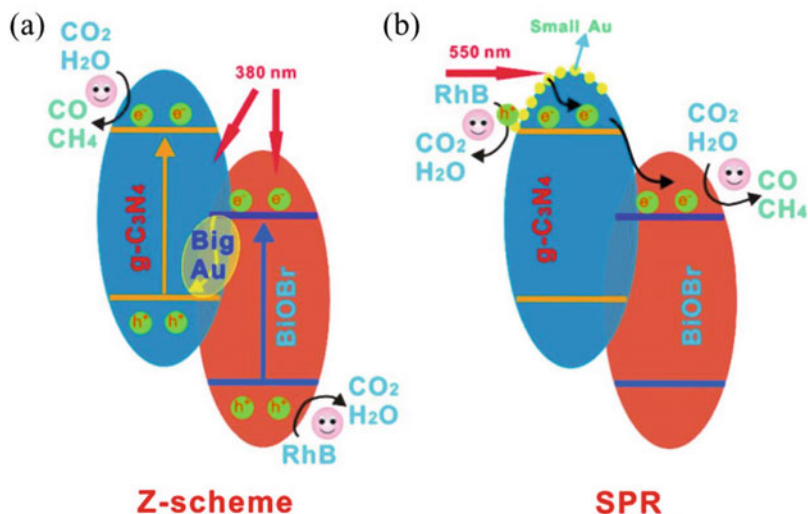 (a)
CO₂
H₂O
380 nm
CO
CH₄
e⁻ e⁻
e⁻ e⁻
g-C₃N₄
Big
Au
BiOBr
h⁺ h⁺
h⁺ h⁺
CO₂
H₂O
RhB
Z-scheme
(b)
Small Au
550 nm
RhB
h⁺
e⁻ e⁻
CO₂
H₂O
CO₂
H₂O
CO
CH₄
e⁻ e⁻
g-C₃N₄
BiOBr
SPR